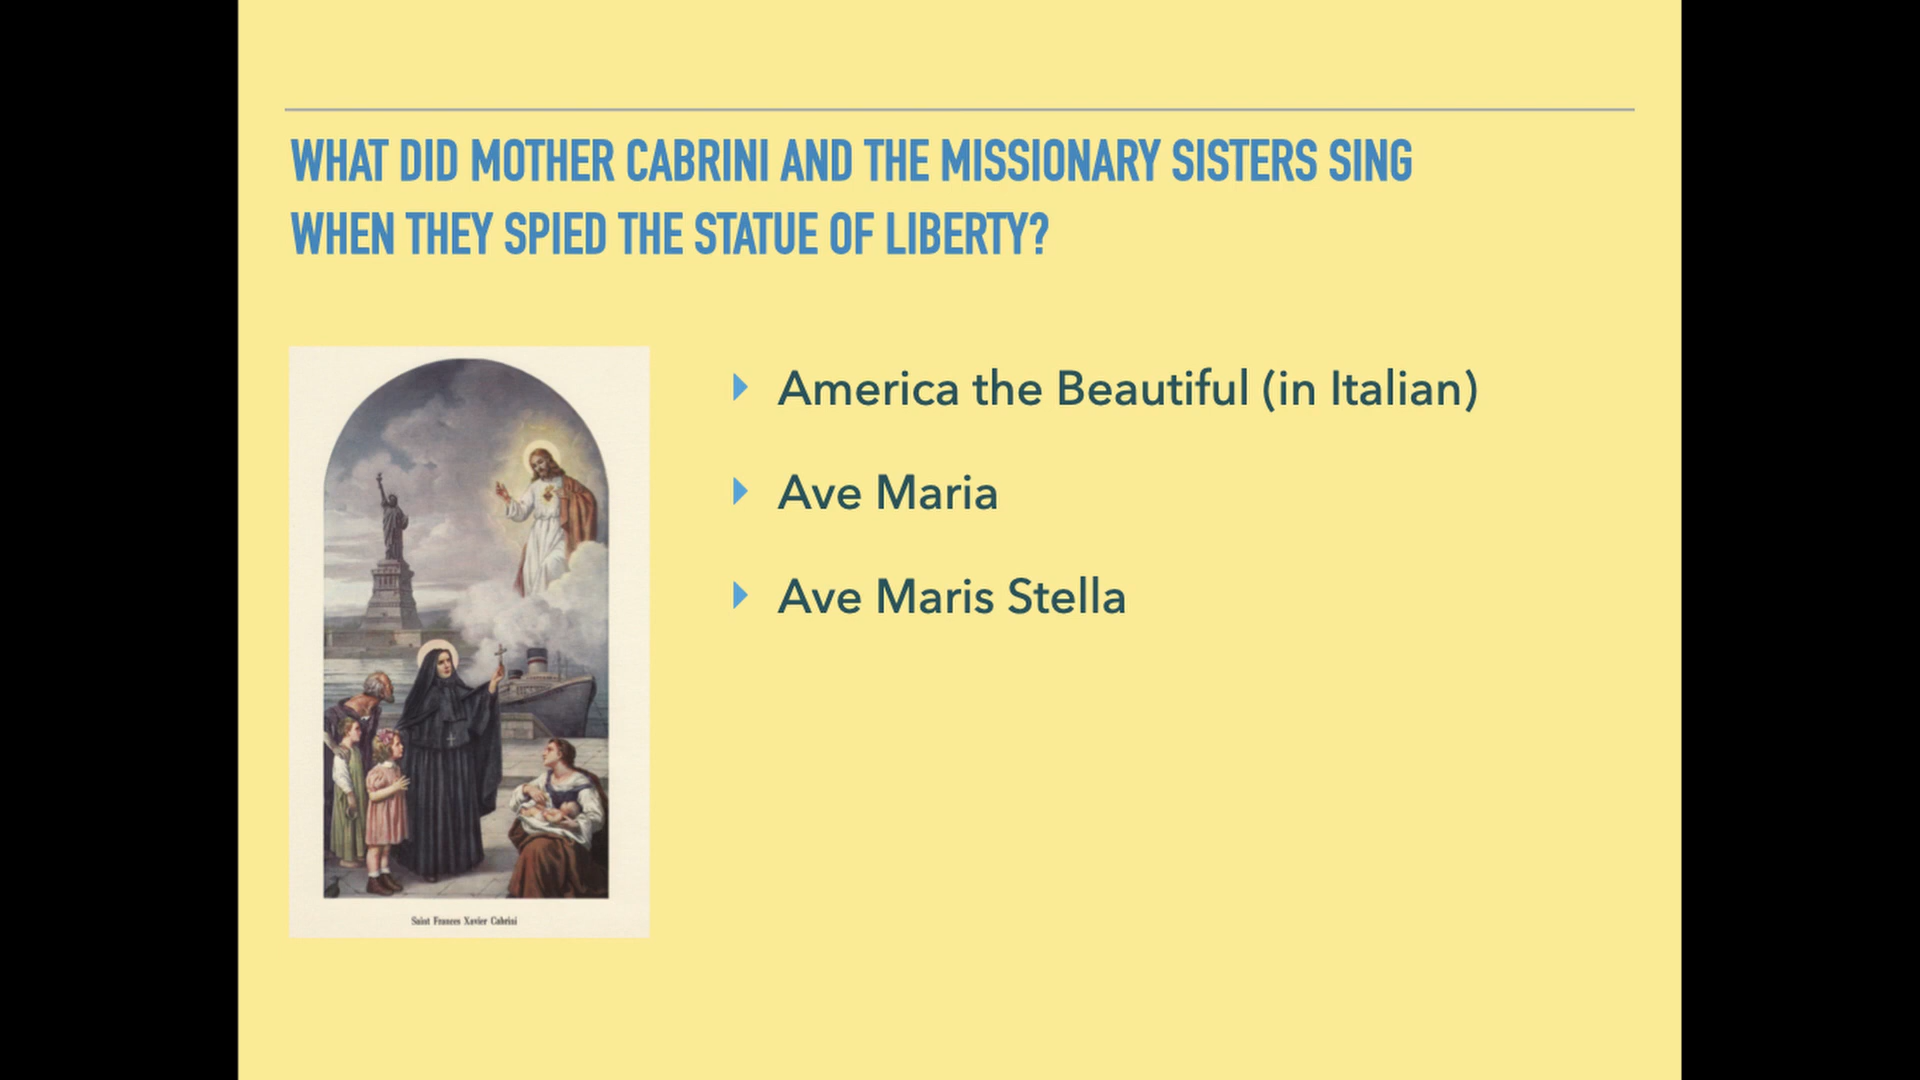 WHAT DID MOTHER CABRINI AND THE MISSIONARY SISTERS SING
WHEN THEY SPIED THE STATUE OF LIBERTY?
America the Beautiful (in Italian)
Ave Maria
Ave Maris Stella
Saint Frances Xavier Cabrini